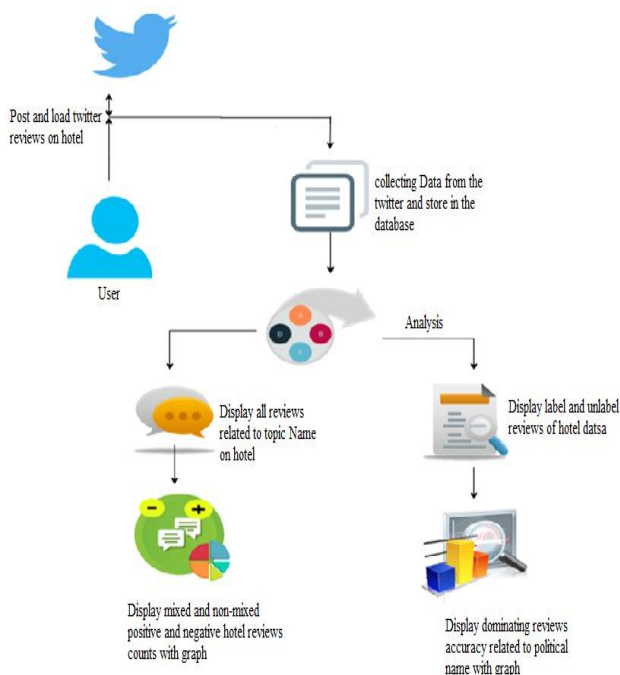 Post and load twitter
reviews on hotel
collecting Data from the
twitter and store in the
database
User
A
B
C
D
Analysis
Display all reviews
related to topic Name
on hotel
Display label and unlabel
reviews of hotel datsa
Display mixed and non-mixed
positive and negative hotel reviews
counts with graph
Display dominating reviews
accuracy related to political
name with graph